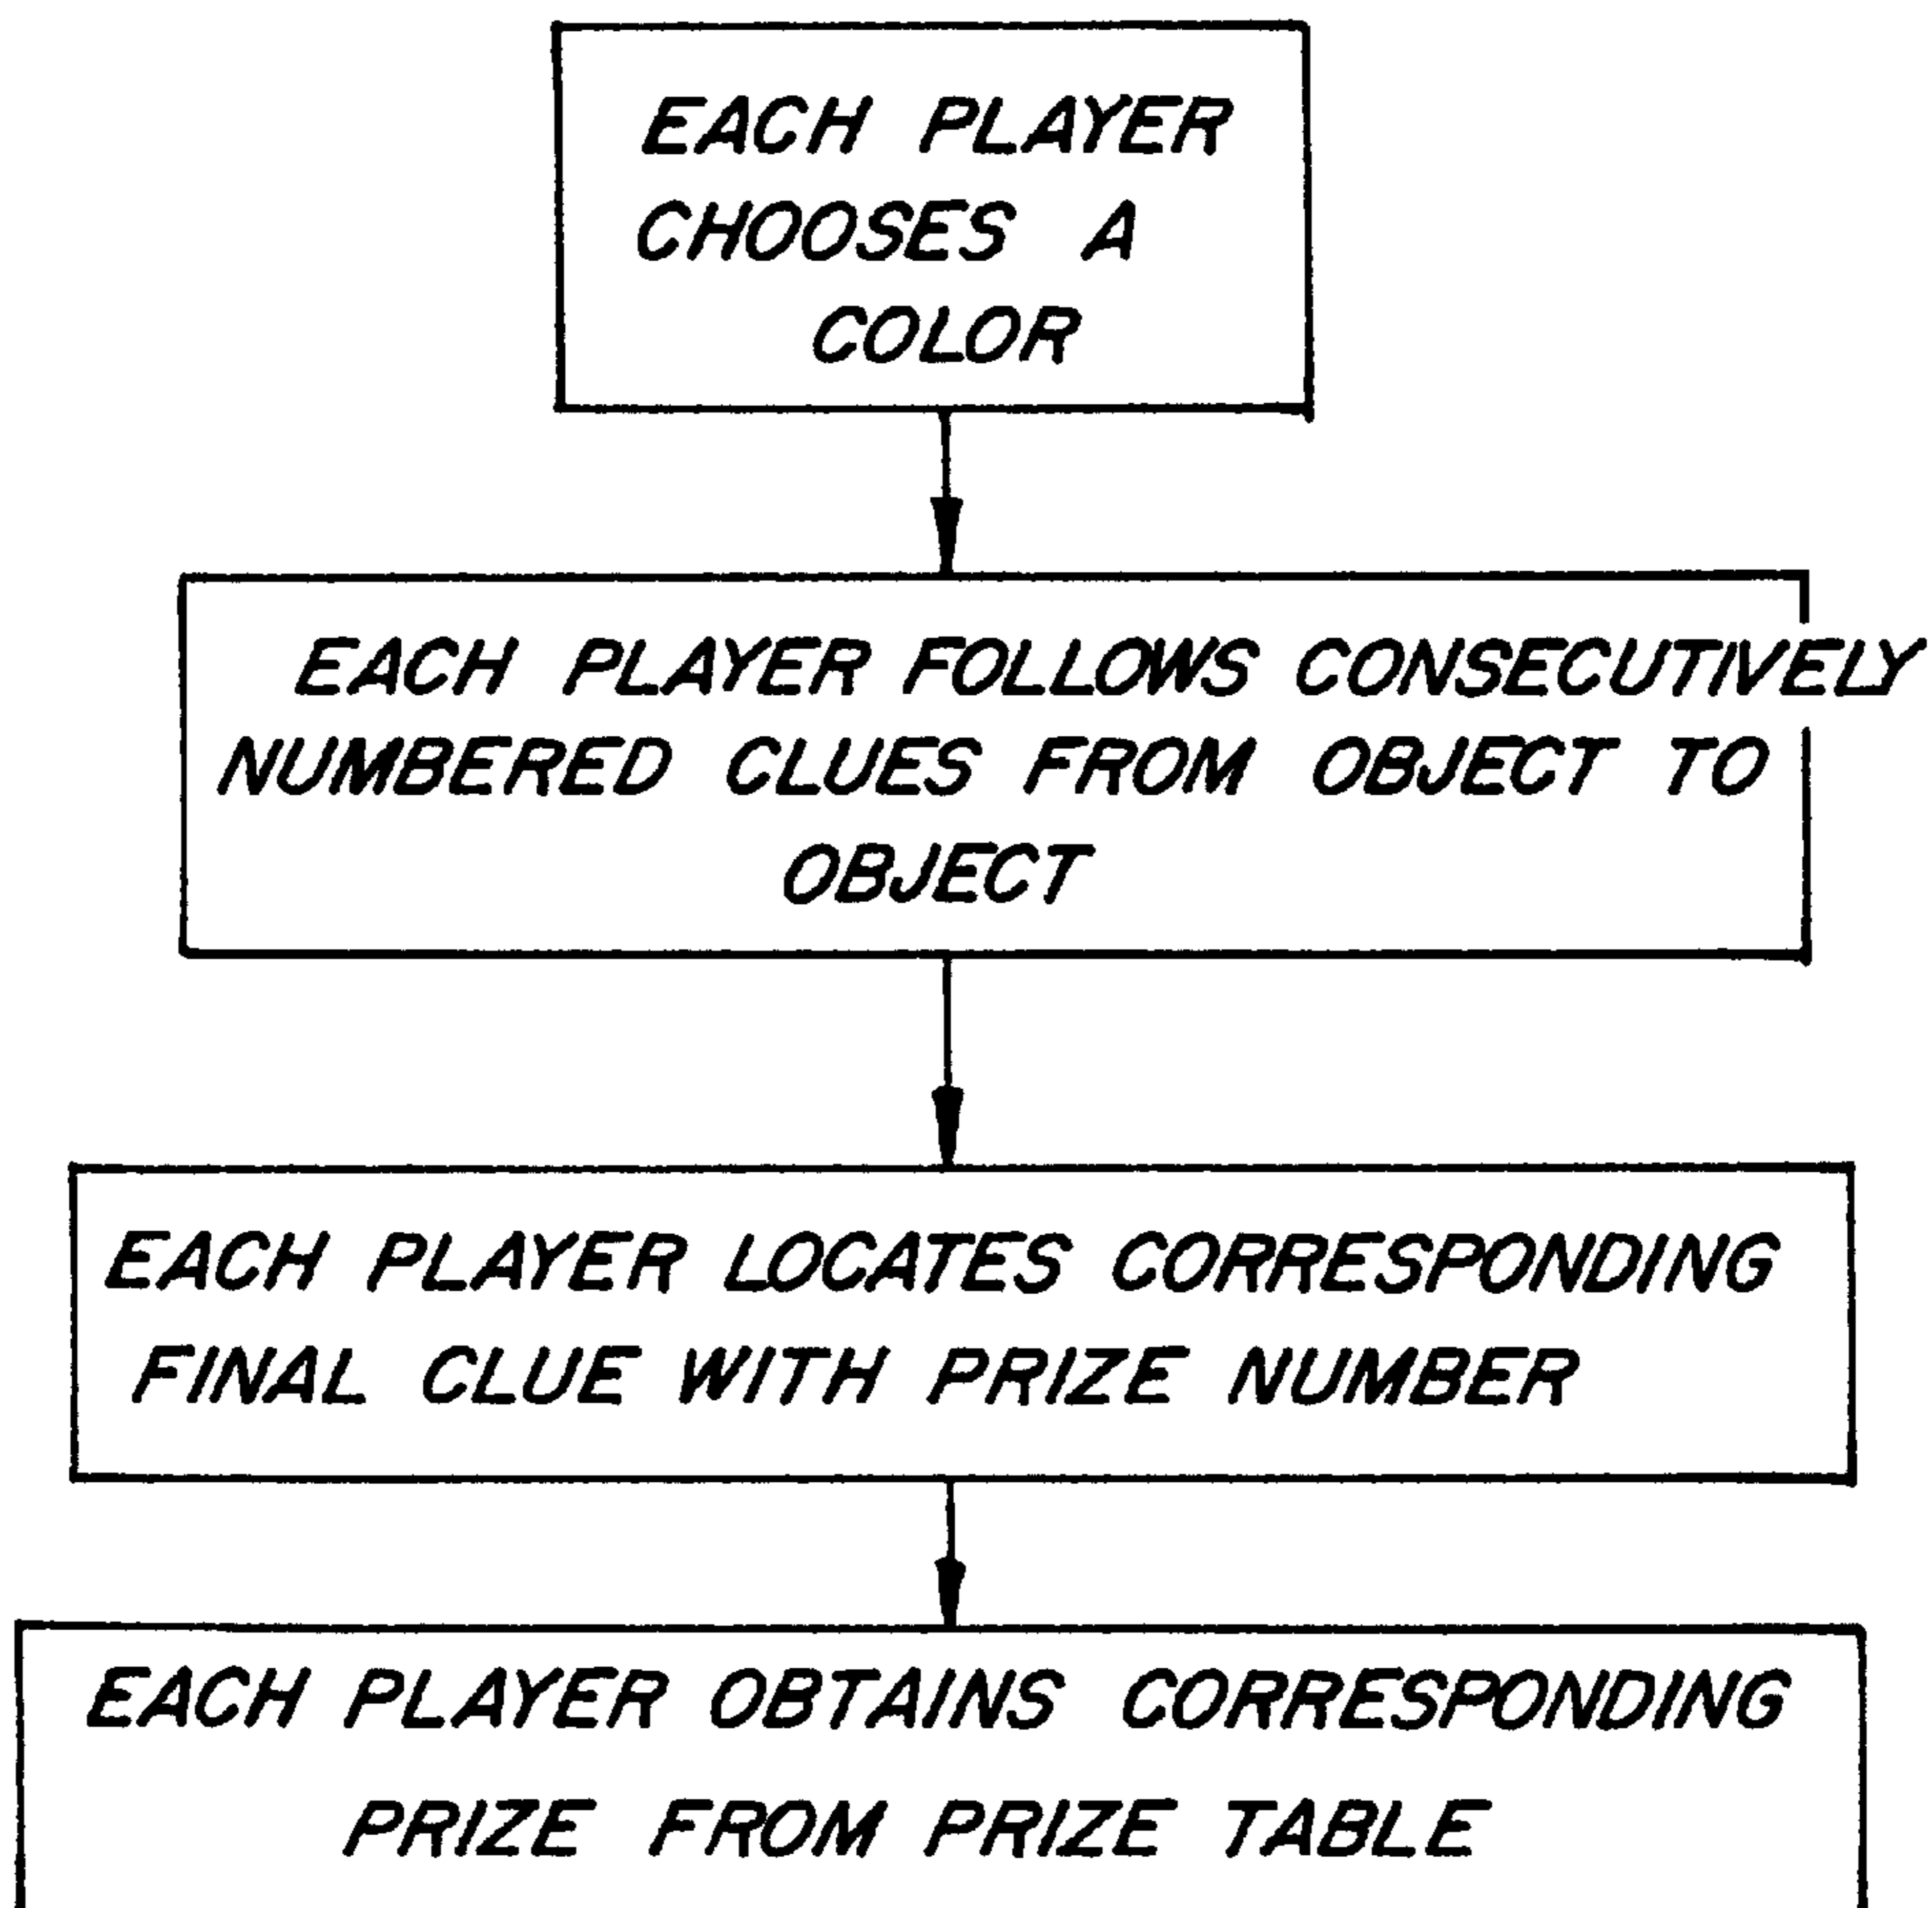 EACH PLAYER
CHOOSES A
COLOR
EACH PLAYER FOLLOWS CONSECUTIVELY
NUMBERED CLUES FROM OBJECT TO
OBJECT
EACH PLAYER LOCATES CORRESPONDING
FINAL CLUE WITH PRIZE NUMBER
EACH PLAYER OBTAINS CORRESPONDING
PRIZE FROM PRIZE TABLE